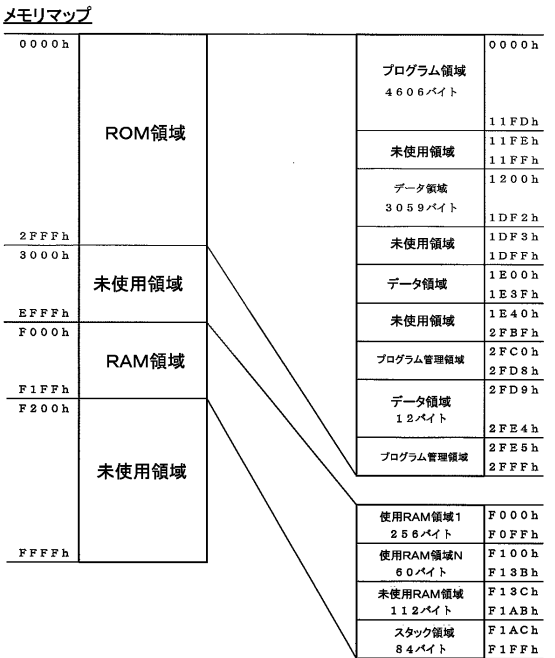 メモリマップ
0000h
ROM領域
2FFFh
3000h
未使用領域
EFFFh
F000h
RAM領域
F1FFh
F200h
未使用領域
FFFFh
0000h
プログラム領域
4606バイト
11FDh
11FEh
未使用領域
11FFh
1200h
データ領域
3059バイト
1DF2h
1DF3h
未使用領域
1DFFh
1E00h
データ領域
1E3Fh
1E40h
未使用領域
2FBFh
2FC0h
プログラム管理領域
2FD8h
2FD9h
データ領域
12バイト
2FE4h
2FE5h
プログラム管理領域
2FFFh
使用RAM領域1 F000h
256バイト F0FFh
使用RAM領域N F100h
60バイト F13Bh
未使用RAM領域 F13Ch
112バイト F1ABh
スタック領域 F1ACh
84バイト F1FFh